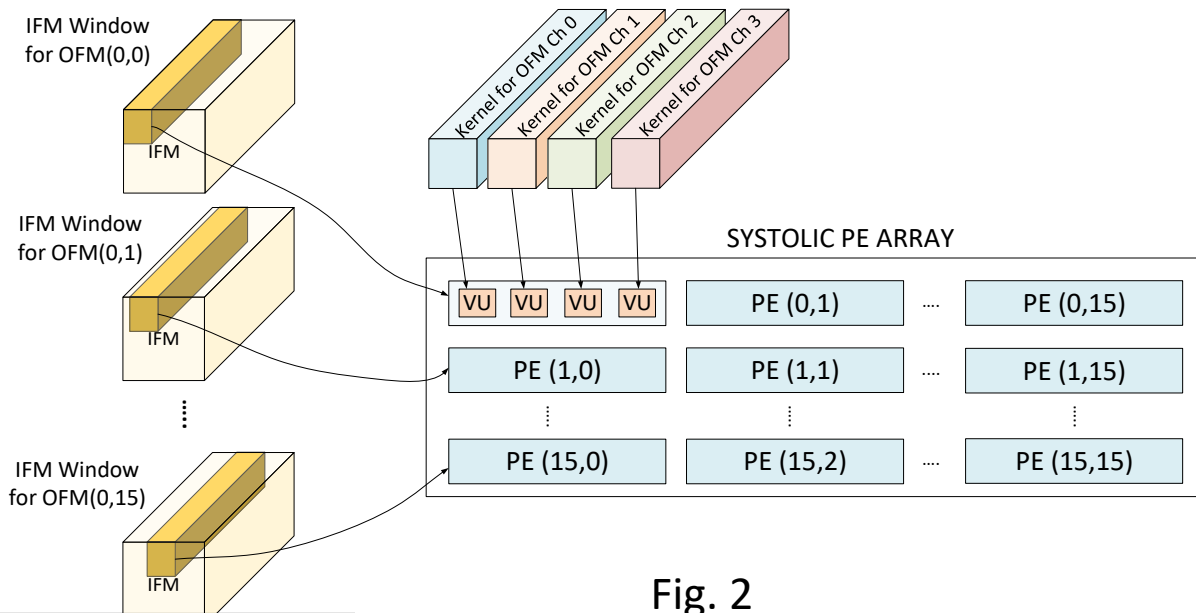 IFM Window
for OFM(0,0)
IFM
Kernel for OFM Ch 0
Kernel for OFM Ch 1
Kernel for OFM Ch 2
Kernel for OFM Ch 3
IFM Window
for OFM(0,1)
IFM
SYSTOLIC PE ARRAY
VU VU VU VU PE (0,1) .... PE (0,15)
PE (1,0) PE (1,1) .... PE (1,15)
PE (15,0) PE (15,2) .... PE (15,15)
IFM Window
for OFM(0,15)
IFM
Fig. 2